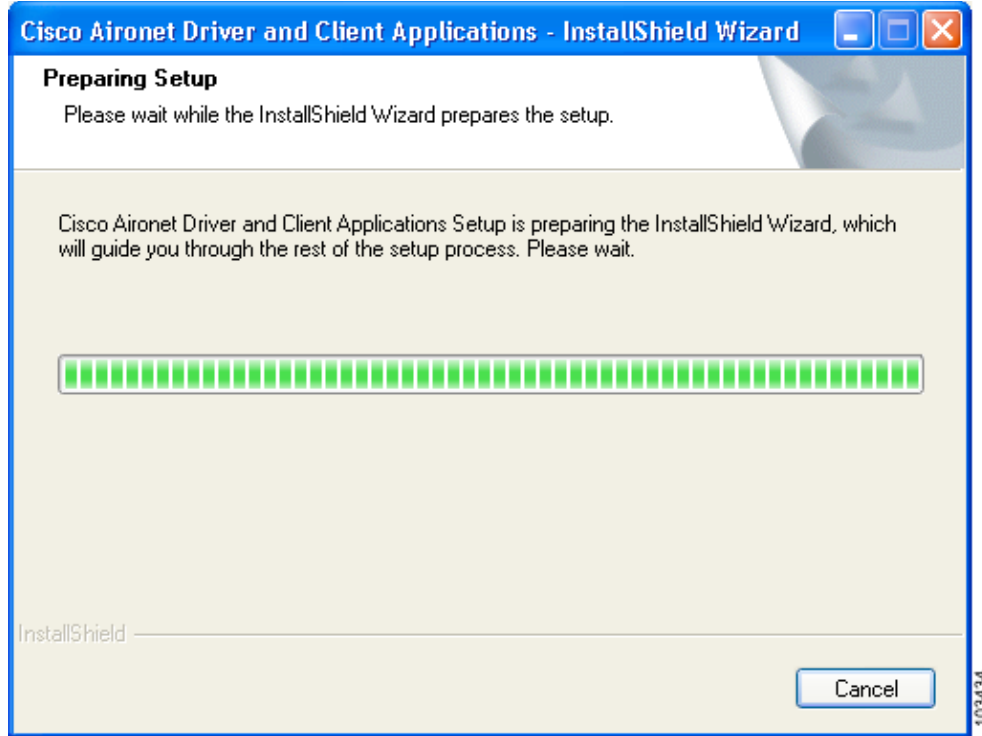 Cisco Aironet Driver and Client Applications - InstallShield Wizard
Preparing Setup
Please wait while the InstallShield Wizard prepares the setup.
Cisco Aironet Driver and Client Applications Setup is preparing the InstallShield Wizard, which
will guide you through the rest of the setup process. Please wait.
InstallShield
Cancel
103434